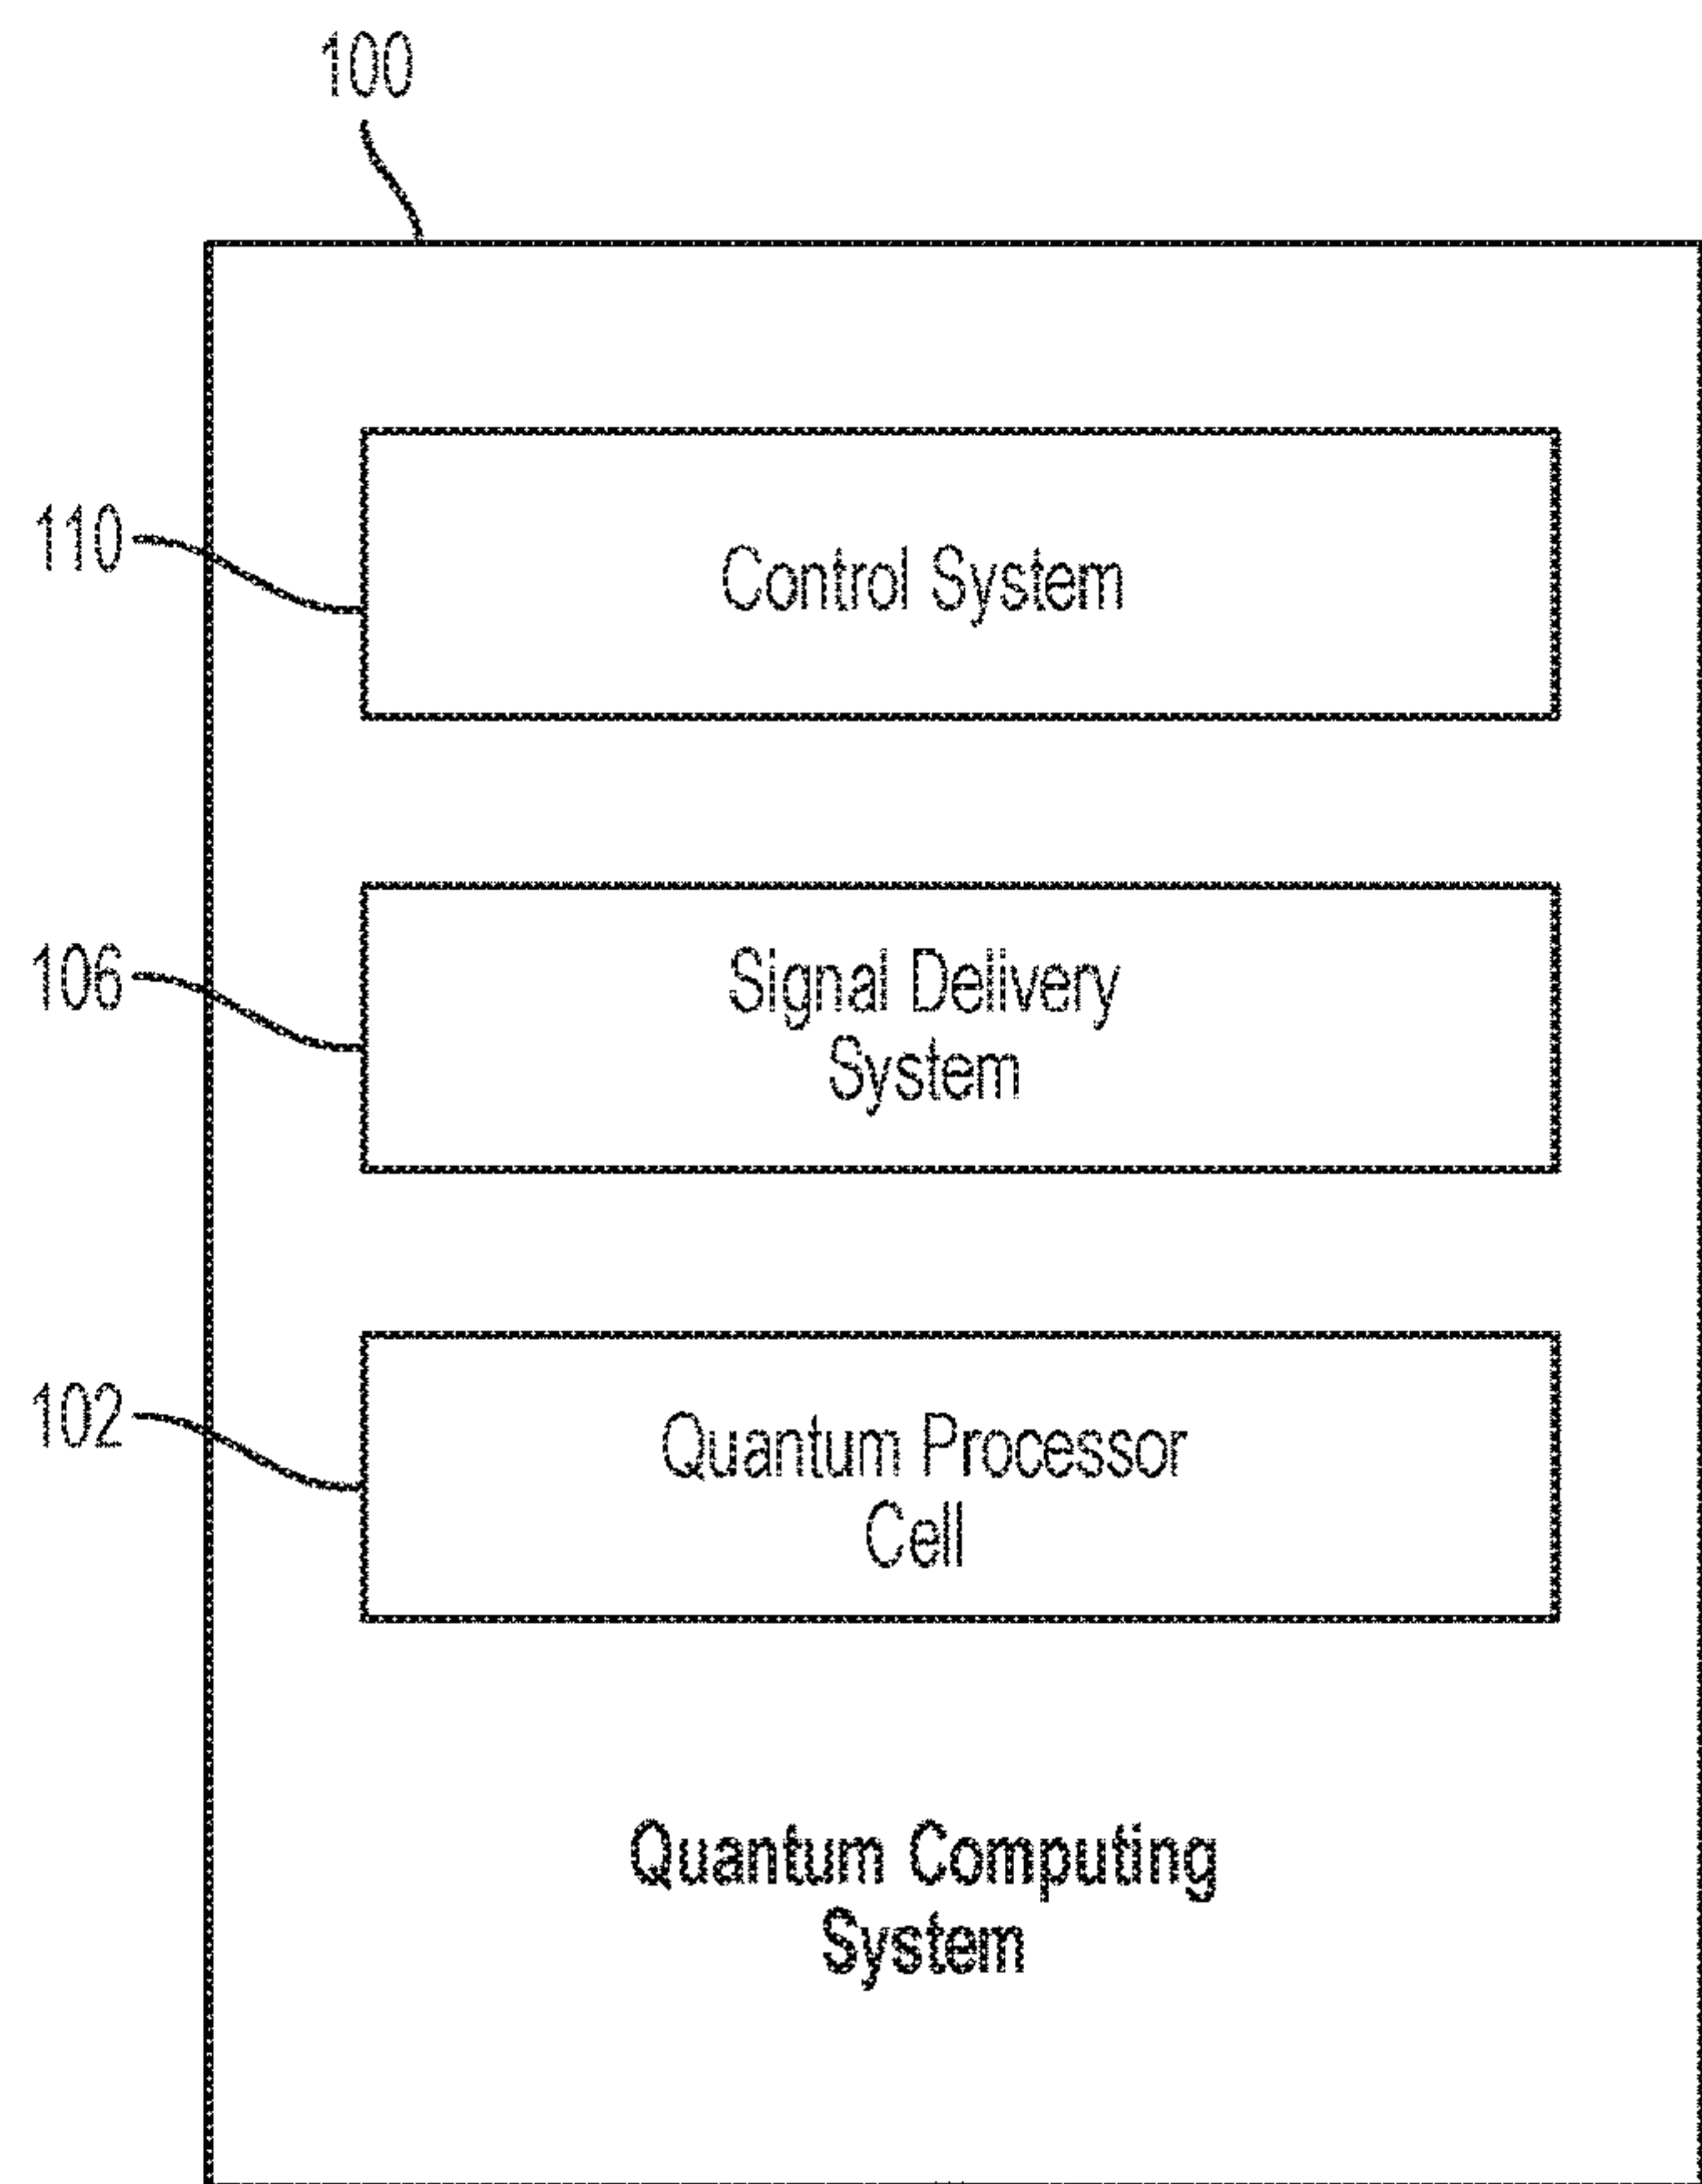 100
110
Control System
106
Signal Delivery
System
102
Quantum Processor
Cell
Quantum Computing
System